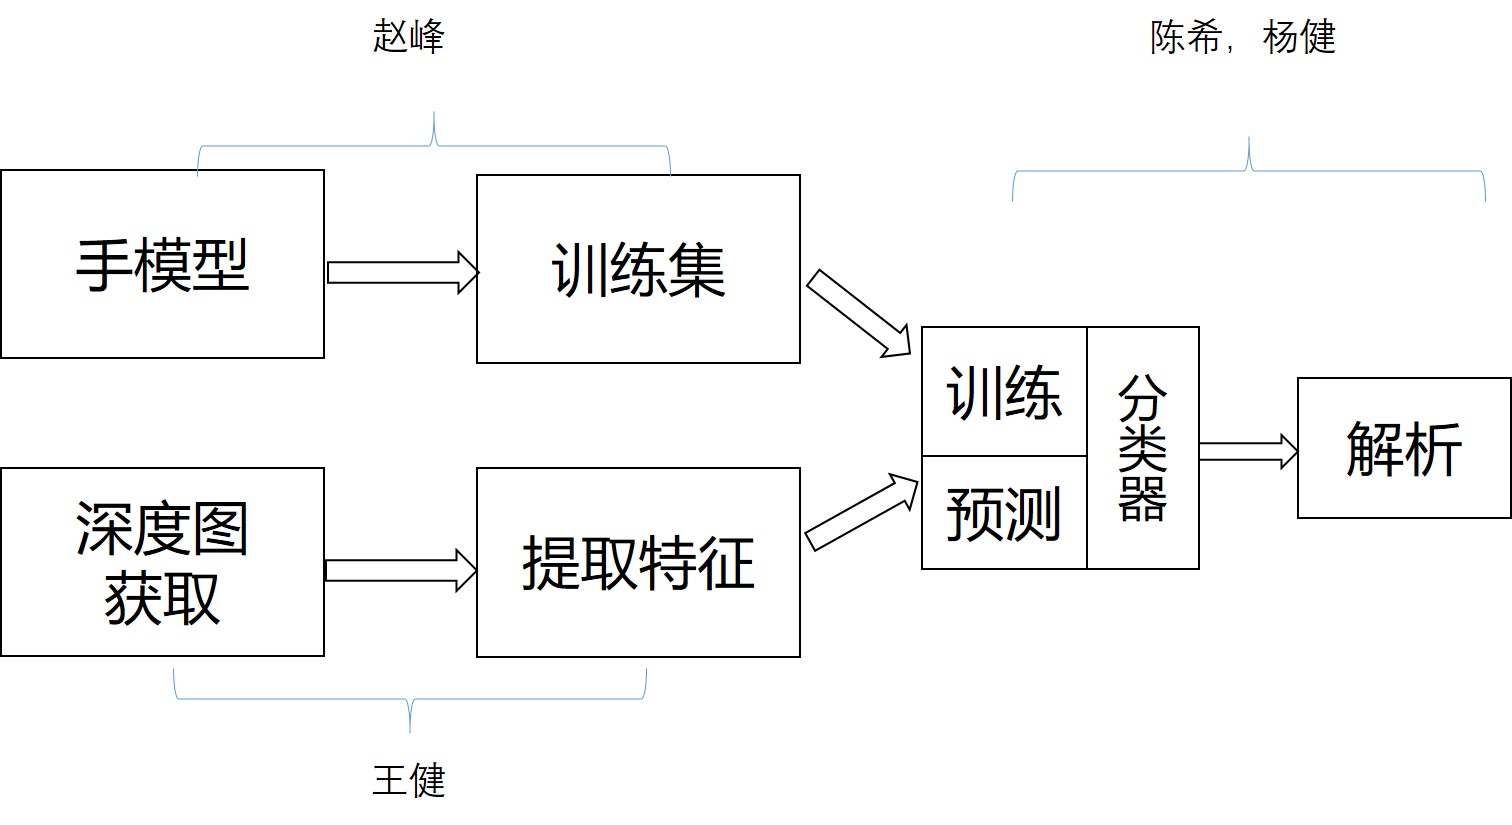 赵峰
陈希，杨健
手模型
训练集
训练
预测
分类器
解析
深度图
获取
提取特征
王健